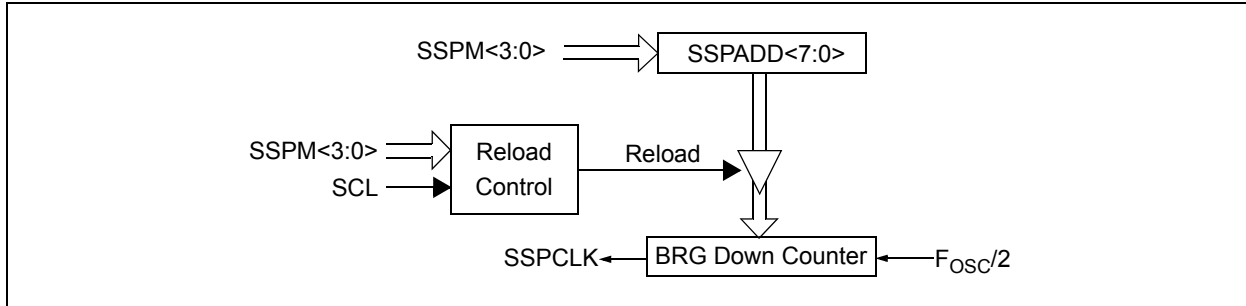 SSPM<3:0>
SSPADD<7:0>
SSPM<3:0>
SCL
Reload
Control
Reload
SSPCLK
BRG Down Counter
FOSC/2